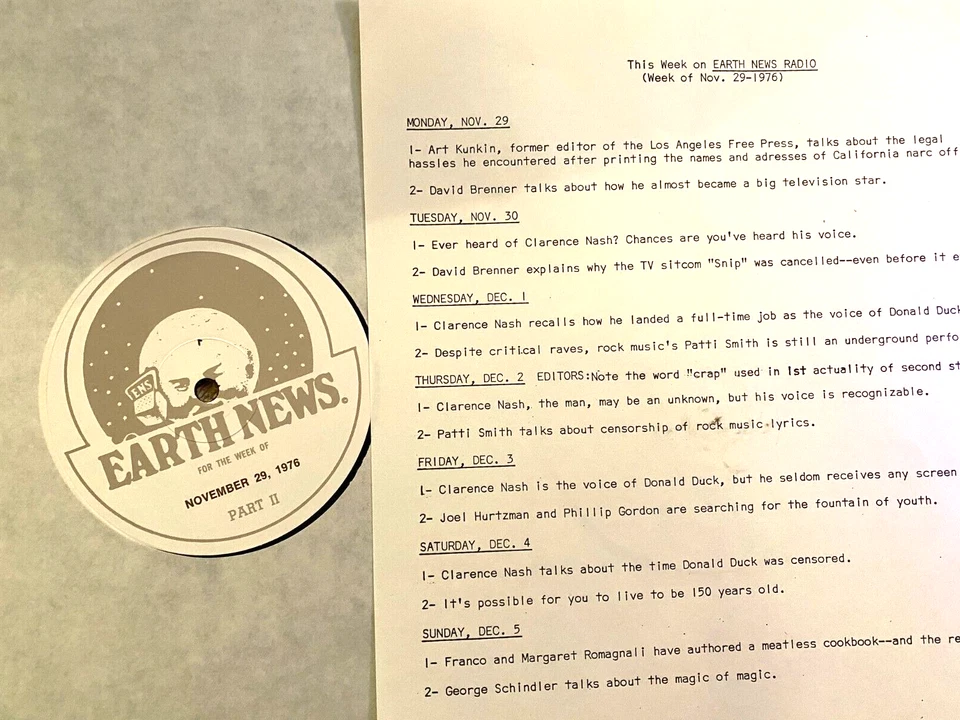 ENS
EARTH NEWS.
FOR THE WEEK OF
NOVEMBER 29, 1976
PART II
This Week on EARTH NEWS RADIO
(Week of Nov. 29-1976)
MONDAY, NOV. 29
1- Art Kunkin, former editor of the Los Angeles Free Press, talks about the legal
hassles he encountered after printing the names and adresses of California narc off
2- David Brenner talks about how he almost became a big television star.
TUESDAY, NOV. 30
1- Ever heard of Clarence Nash? Chances are you've heard his voice.
2- David Brenner explains why the TV sitcom "Snip" was cancelled--even before it e
WEDNESDAY, DEC. 1
1- Clarence Nash recalls how he landed a full-time job as the voice of Donald Duck
2- Despite critical raves, rock music's Patti Smith is still an underground perfo
THURSDAY, DEC. 2 EDITORS:Note the word "crap" used in 1st actuality of second st
1- Clarence Nash, the man, may be an unknown, but his voice is recognizable.
2- Patti Smith talks about censorship of rock music lyrics.
FRIDAY, DEC. 3
1- Clarence Nash is the voice of Donald Duck, but he seldom receives any screen
2- Joel Hurtzman and Phillip Gordon are searching for the fountain of youth.
SATURDAY, DEC. 4
1- Clarence Nash talks about the time Donald Duck was censored.
2- It's possible for you to live to be 150 years old.
SUNDAY, DEC. 5
1- Franco and Margaret Romagnali have authored a meatless cookbook--and the re
2- George Schindler talks about the magic of magic.